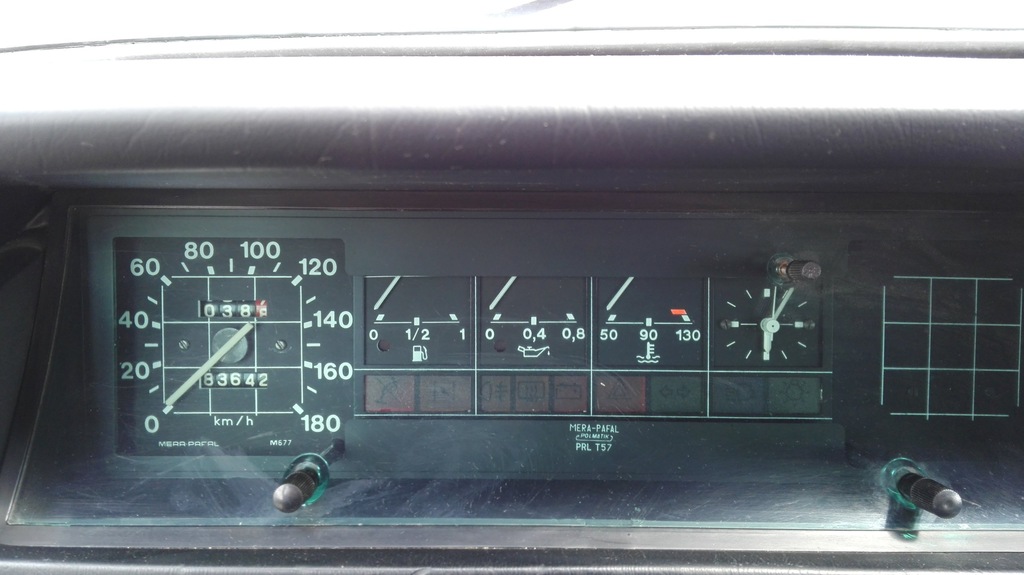 80 100
60 120
038
40 140
0 1/2 1 0 0,4 0,8 50 90 130
20 160
83642
0 km/h 180
MERA-PAFAL M677
MERA-PAFAL
POLMATIK
PRL T57